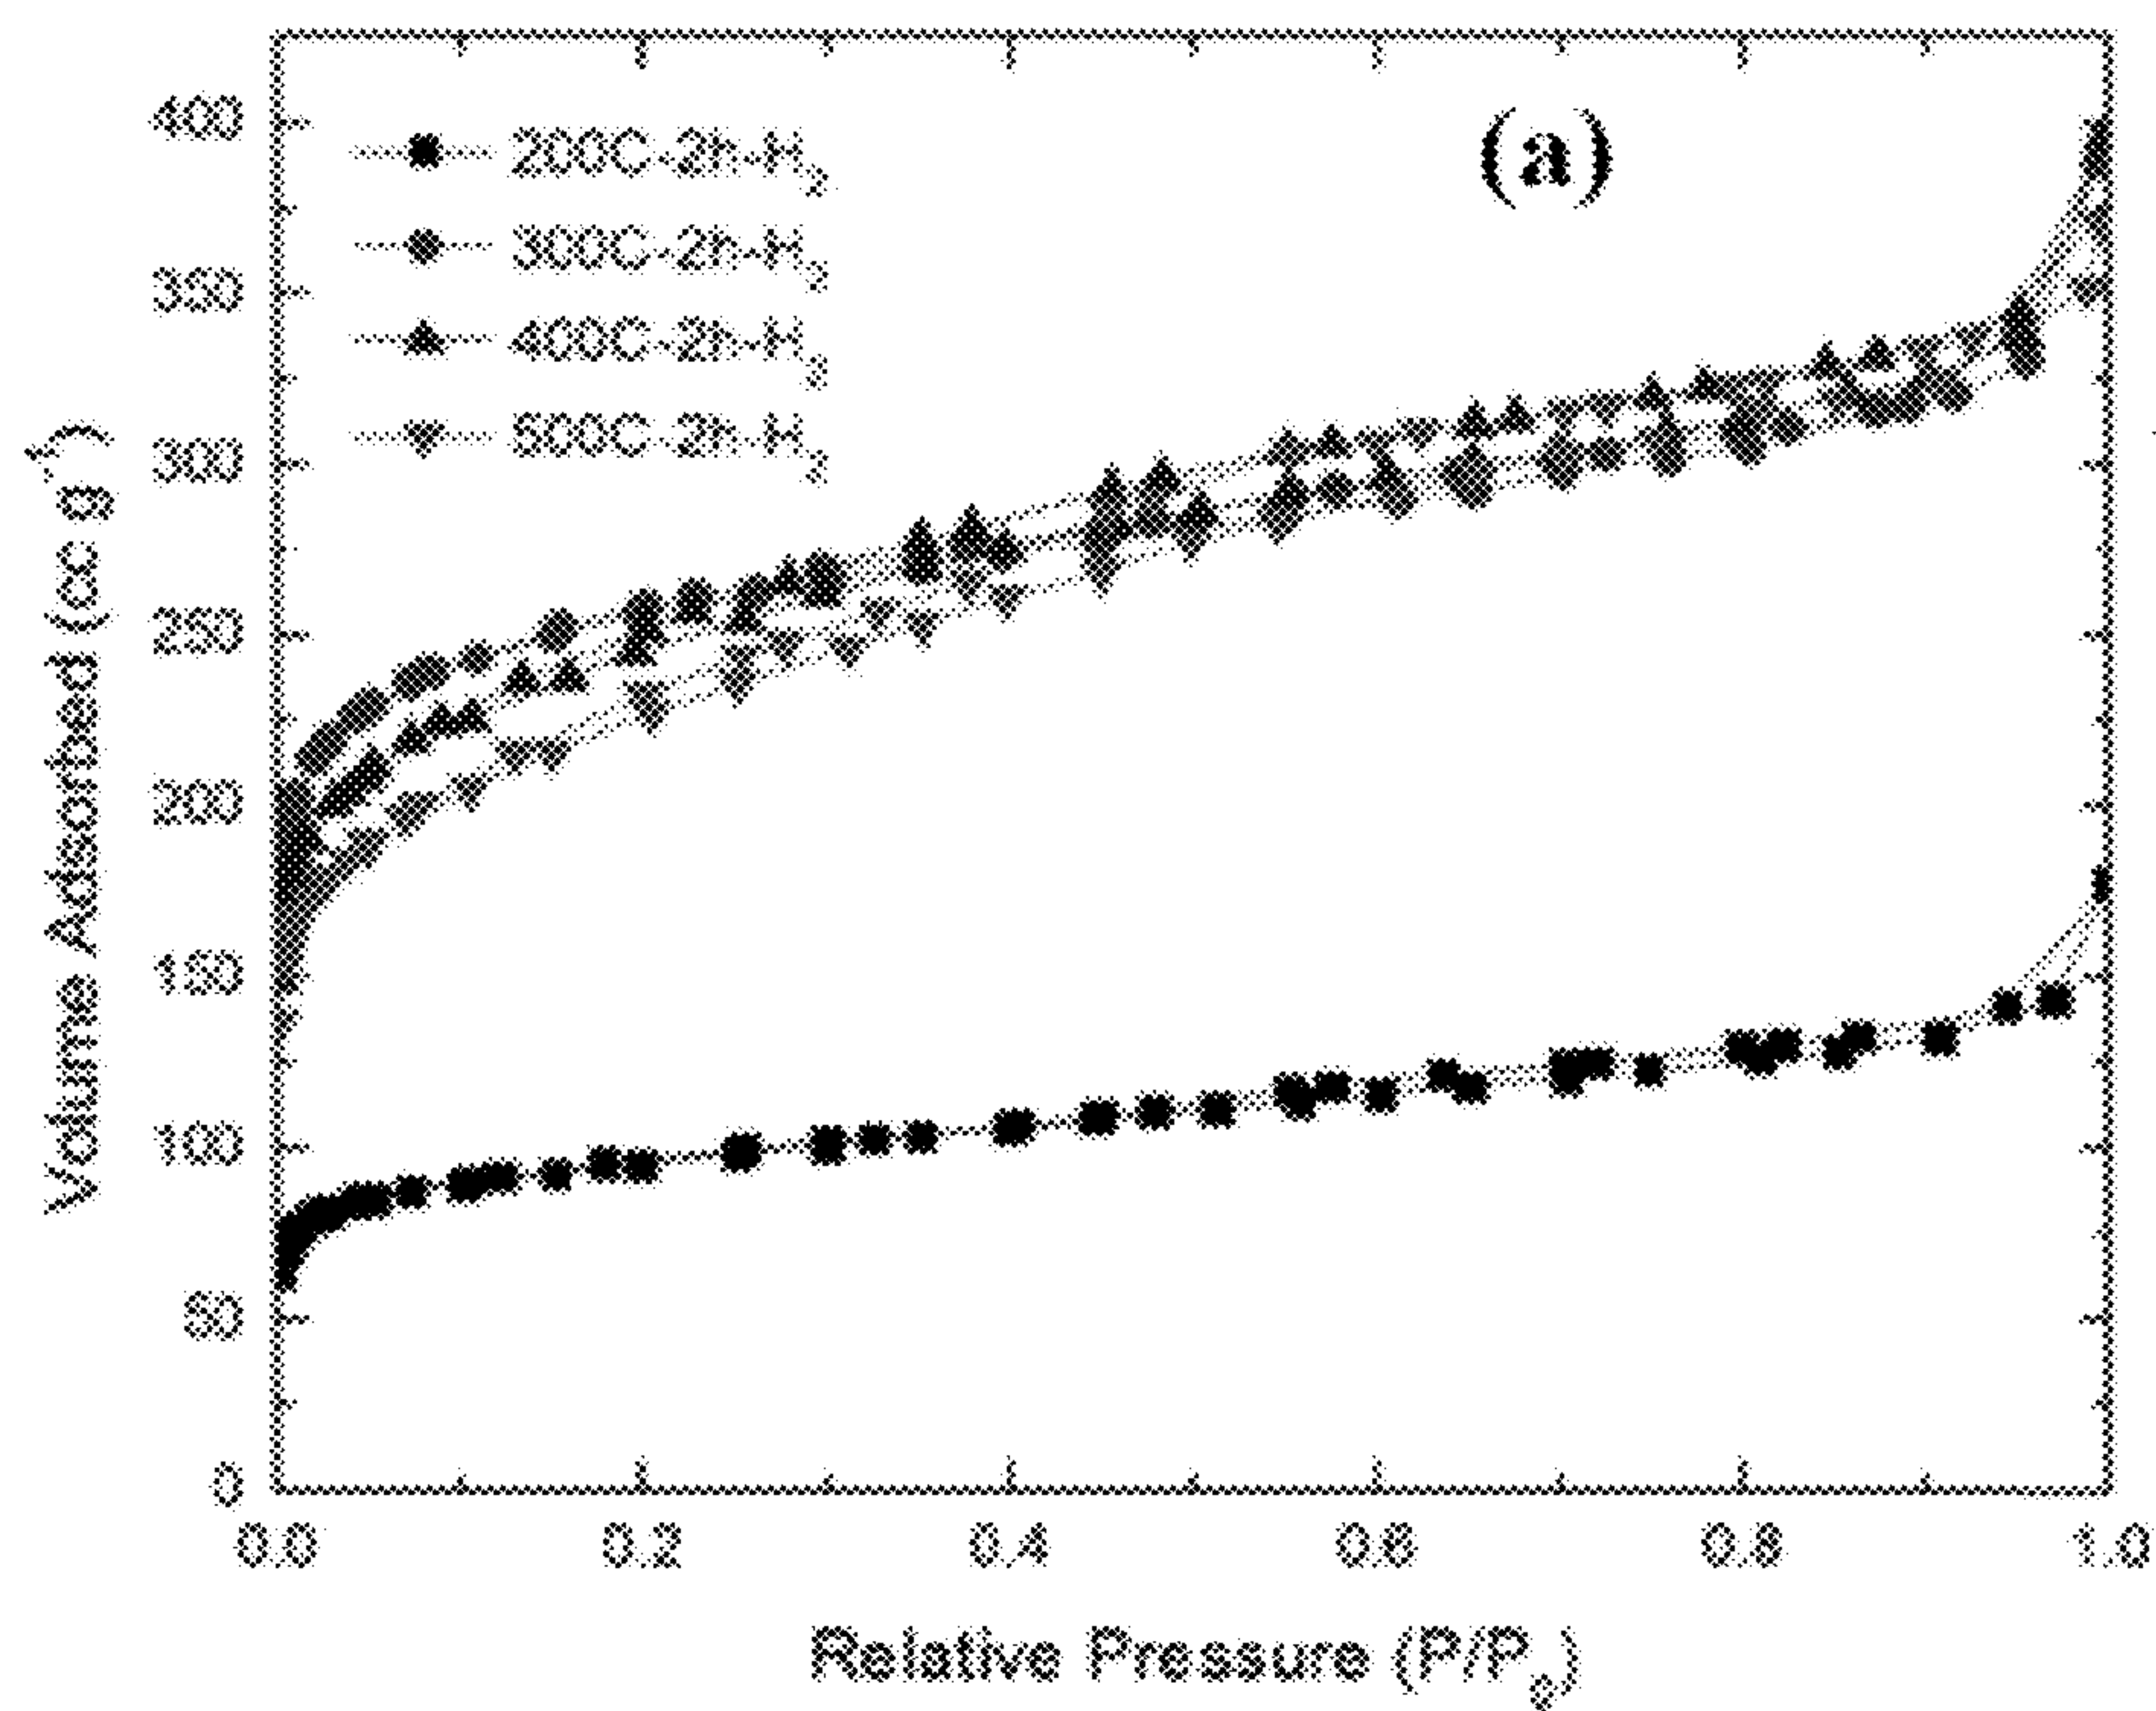 (a)
200C-2h-H2
300C-2h-H2
400C-2h-H2
500C-2h-H2
Volume Adsorbed (cc g-1)
400
350
300
250
200
150
100
50
0
0.0 0.2 0.4 0.6 0.8 1.0
Relative Pressure (P/P0)